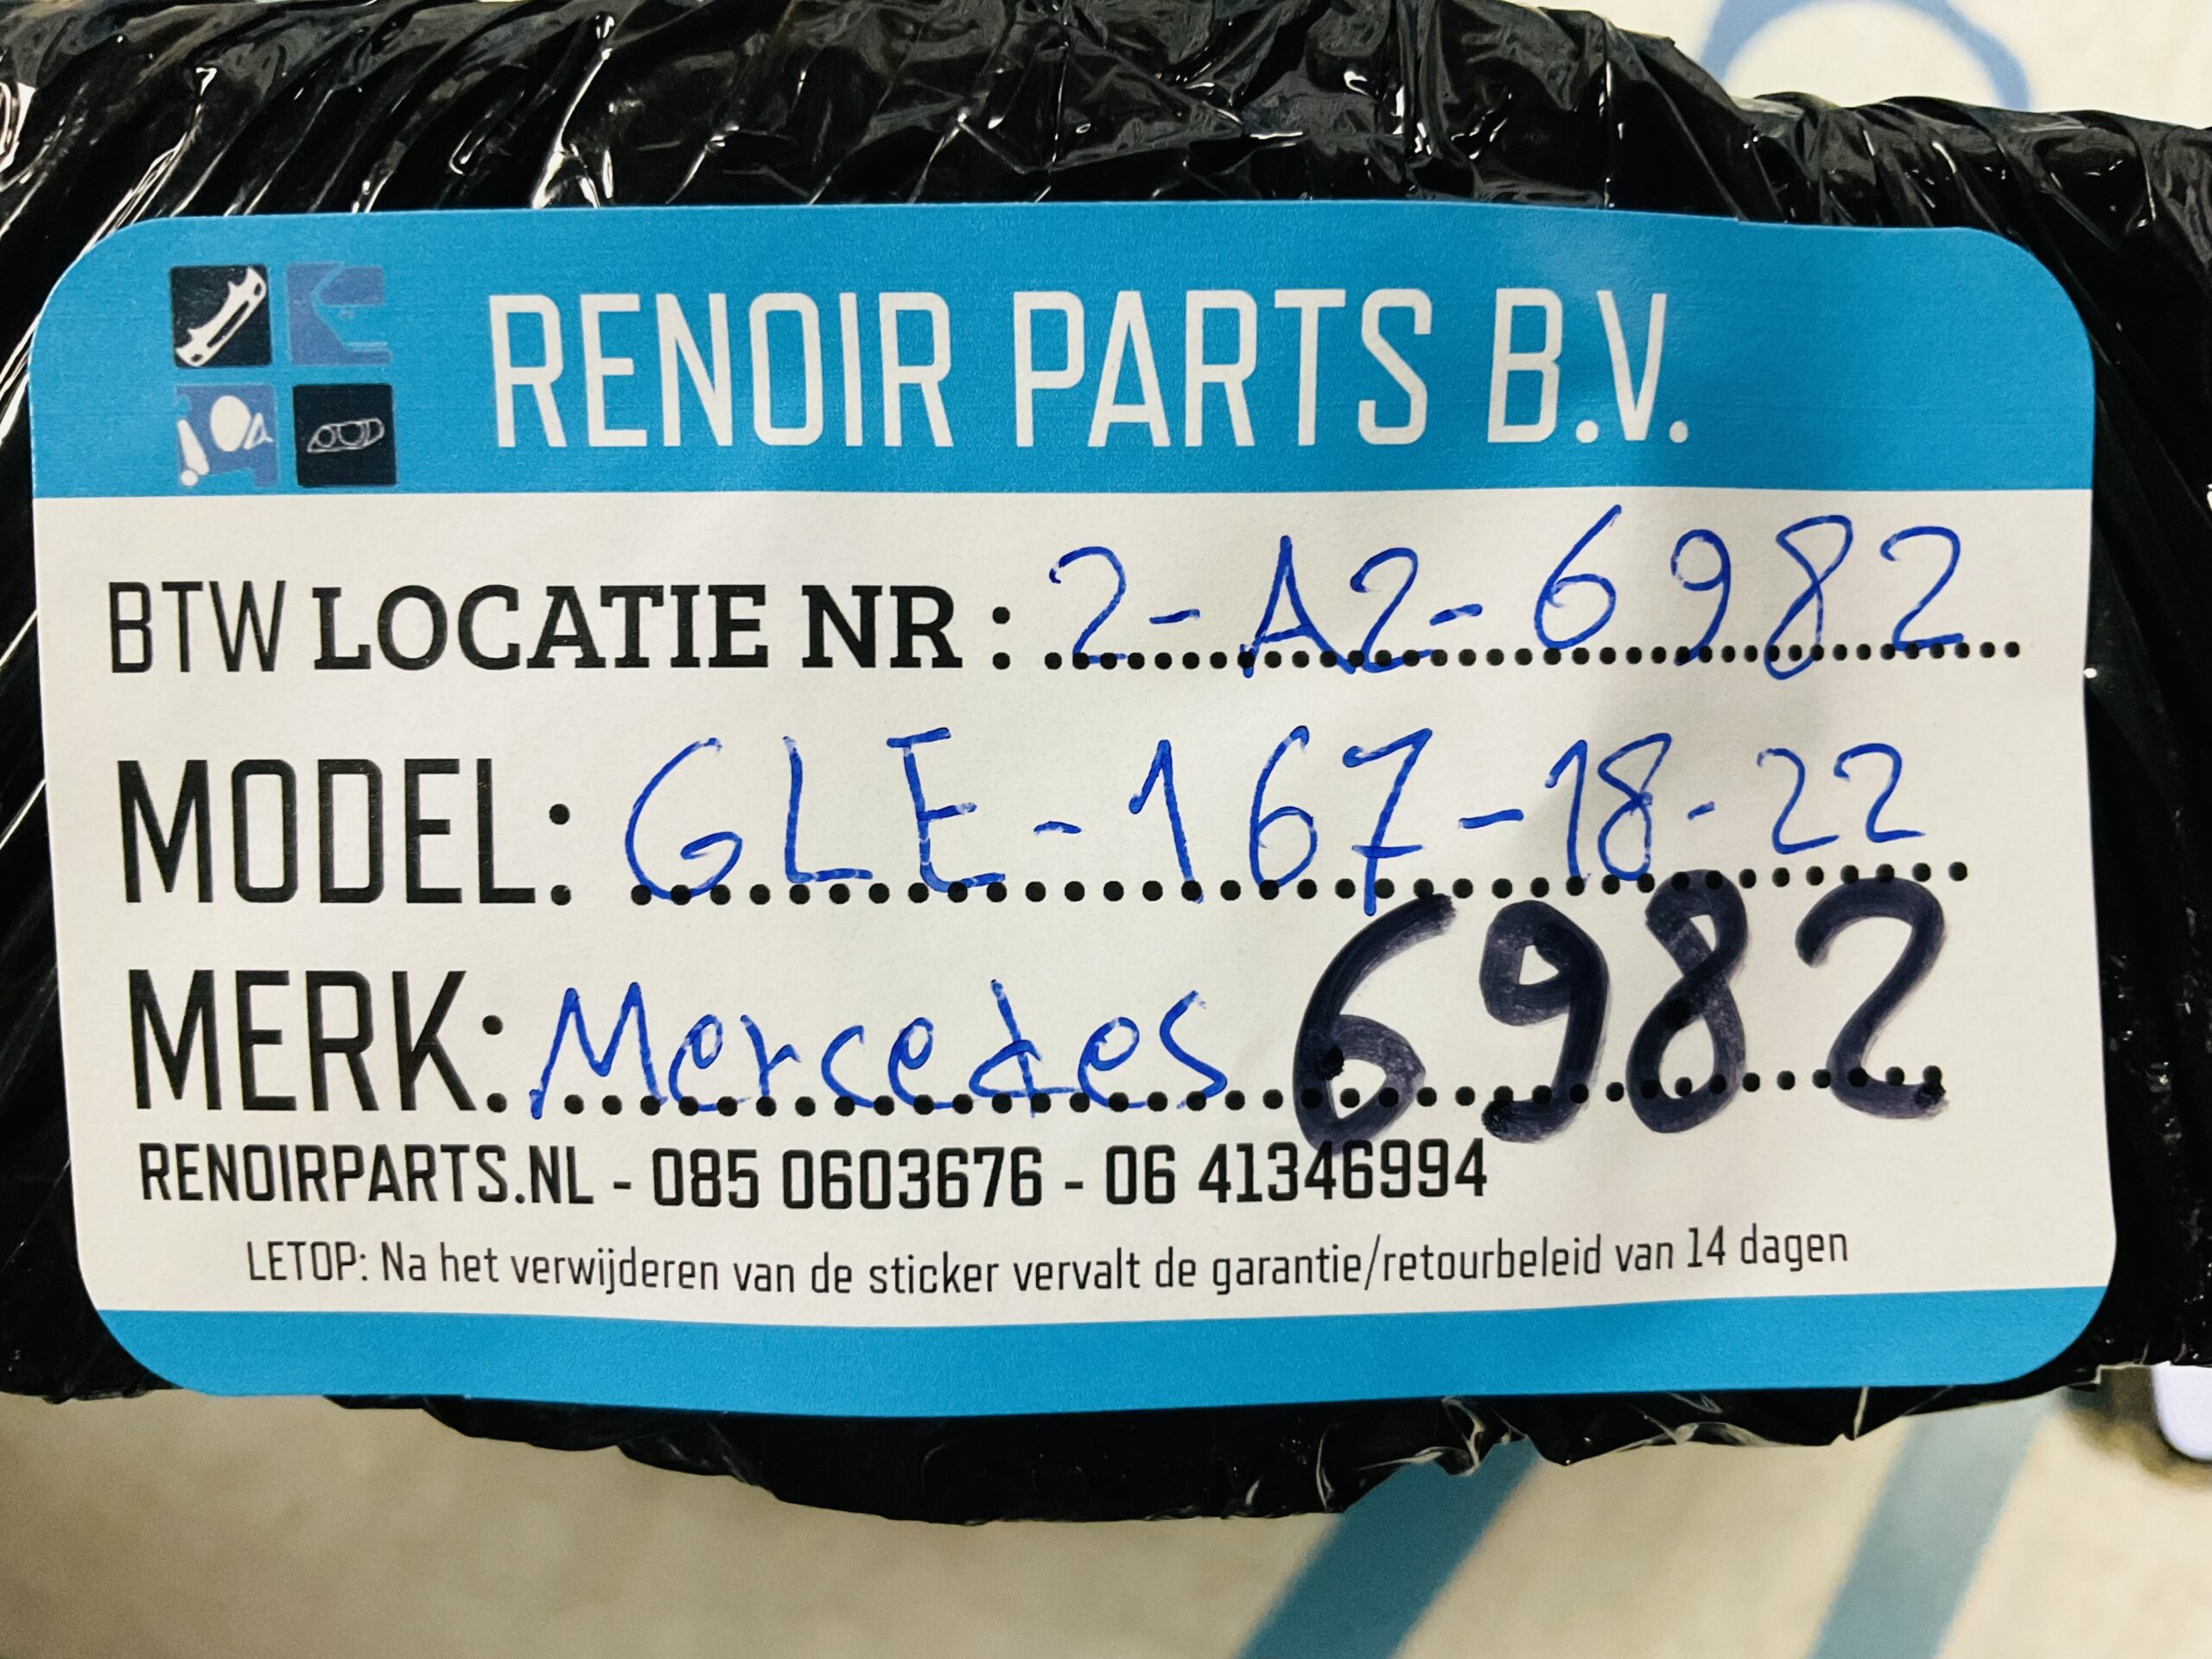 RENOIR PARTS B.V.
BTW LOCATIE NR : 2-A2-6982
MODEL: GLE-167-18-22
MERK: Mercedes 6982
RENOIRPARTS.NL - 085 0603676 - 06 41346994
LETOP: Na het verwijderen van de sticker vervalt de garantie/retourbeleid van 14 dagen